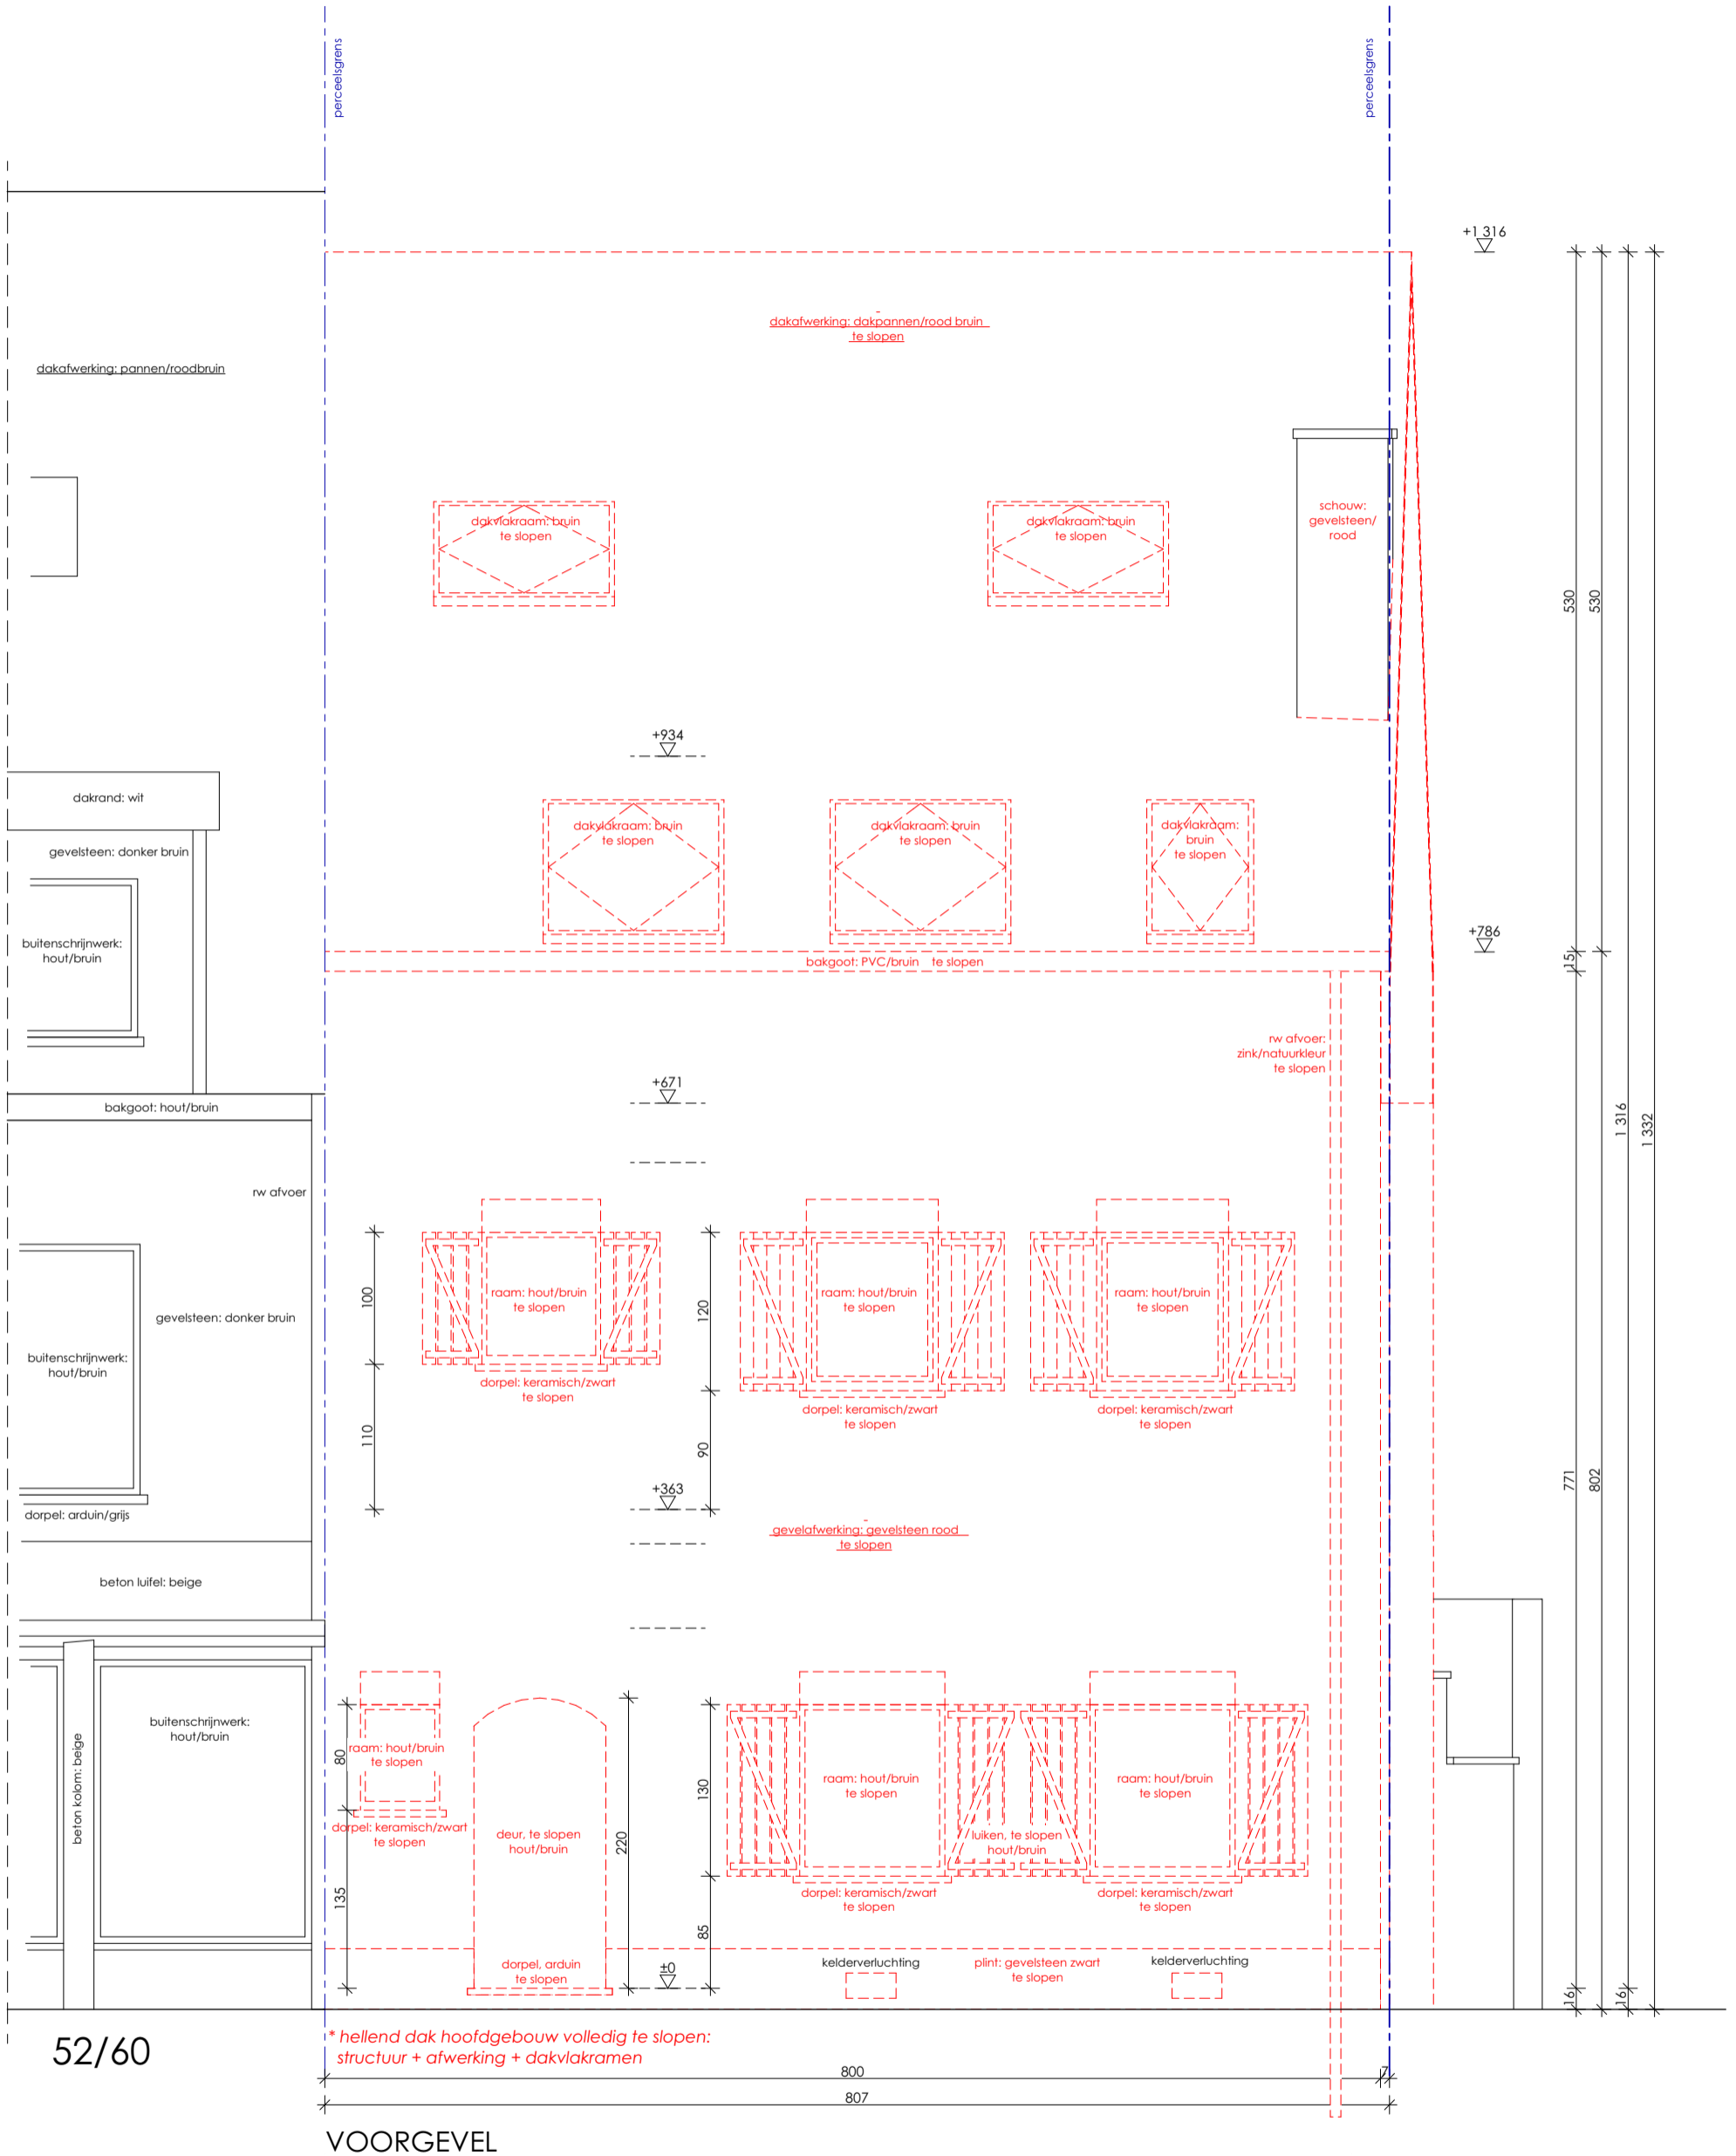 perceelsgrens
perceelsgrens
+1 316
dakafwerking: dakpannen/rood bruin
te slopen
dakafwerking: pannen/roodbruin
schouw:
gevelsteen/
rood
dakvlakraam: bruin
te slopen
dakvlakraam: bruin
te slopen
530
530
+934
dakrand: wit
gevelsteen: donker bruin
dakvlakraam: bruin
te slopen
dakvlakraam: bruin
te slopen
dakvlakraam:
bruin
te slopen
buitenschrijnwerk:
hout/bruin
+786
bakgoot: PVC/bruin te slopen
15
rw afvoer:
zink/natuurkleur
te slopen
+671
bakgoot: hout/bruin
1 316
1 332
rw afvoer
100
raam: hout/bruin
te slopen
120
raam: hout/bruin
te slopen
raam: hout/bruin
te slopen
gevelsteen: donker bruin
buitenschrijnwerk:
hout/bruin
dorpel: keramisch/zwart
te slopen
dorpel: keramisch/zwart
te slopen
dorpel: keramisch/zwart
te slopen
110
90
771
802
+363
dorpel: arduin/grijs
gevelafwerking: gevelsteen rood
te slopen
beton luifel: beige
buitenschrijnwerk:
hout/bruin
beton kolom: beige
80
raam: hout/bruin
te slopen
dorpel: keramisch/zwart
te slopen
135
deur, te slopen
hout/bruin
220
130
raam: hout/bruin
te slopen
luiken, te slopen
hout/bruin
raam: hout/bruin
te slopen
dorpel: keramisch/zwart
te slopen
dorpel: keramisch/zwart
te slopen
85
dorpel, arduin
te slopen
±0
kelderverluchting
plint: gevelsteen zwart
te slopen
kelderverluchting
16
16
52/60
* hellend dak hoofdgebouw volledig te slopen:
structuur + afwerking + dakvlakramen
800
7
807
VOORGEVEL